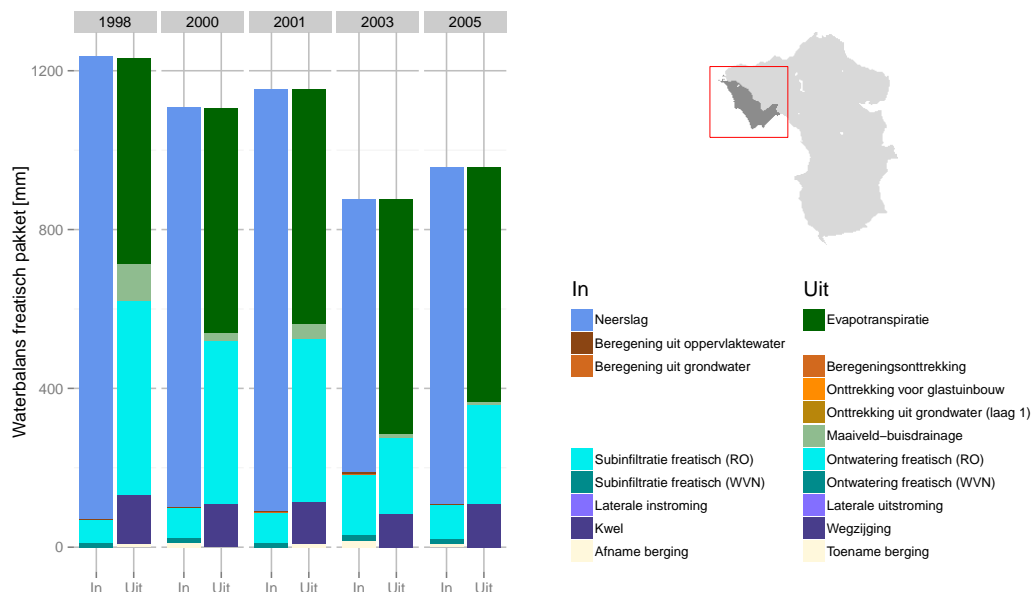 1998 2000 2001 2003 2005
Waterbalans freatisch pakket [mm]
1200
800
400
0
In Uit In Uit In Uit In Uit In Uit
In
Neerslag
Beregening uit oppervlaktewater
Beregening uit grondwater
Subinfiltratie freatisch (RO)
Subinfiltratie freatisch (WVN)
Laterale instroming
Kwel
Afname berging
Uit
Evapotranspiratie
Beregeningsonttrekking
Onttrekking voor glastuinbouw
Onttrekking uit grondwater (laag 1)
Maaiveld−buisdrainage
Ontwatering freatisch (RO)
Ontwatering freatisch (WVN)
Laterale uitstroming
Wegzijging
Toename berging